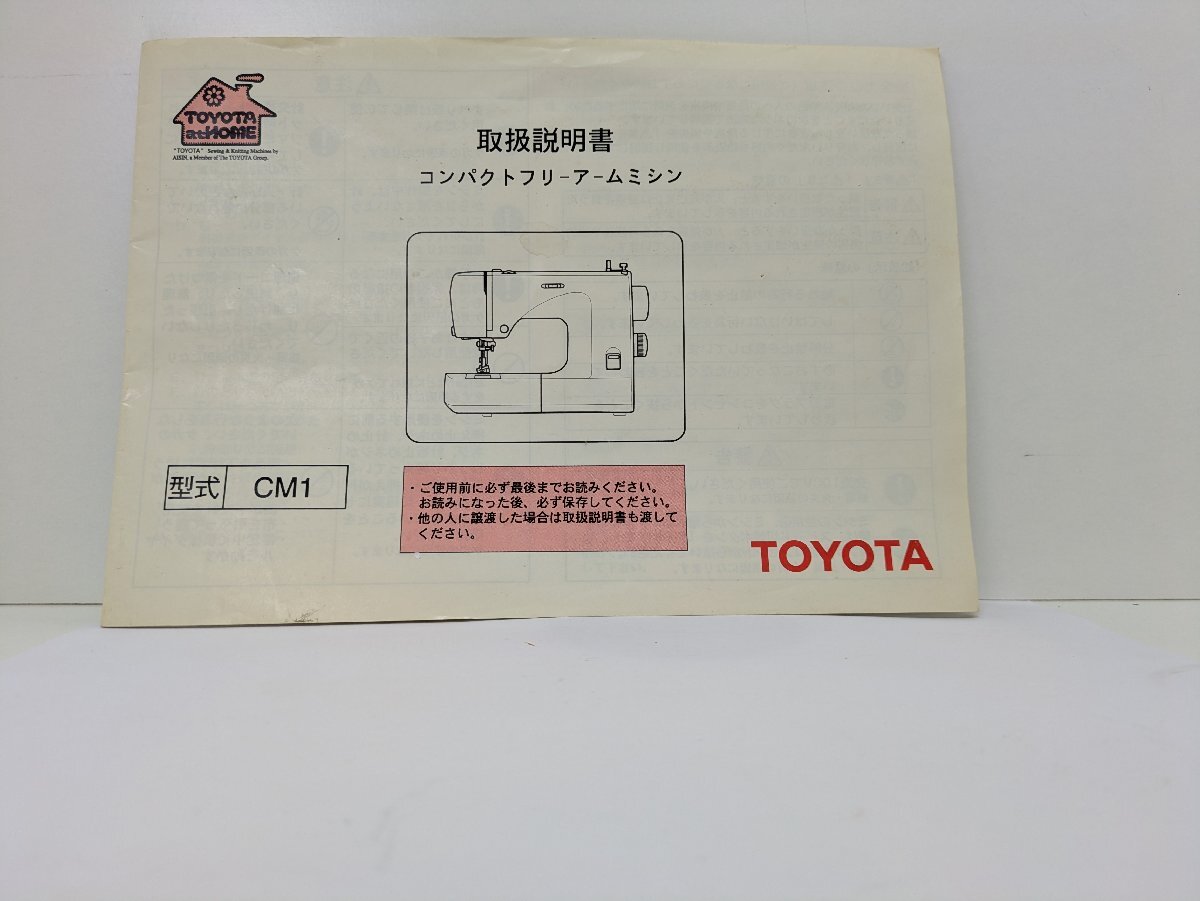 TOYOTA
atHOME
"TOYOTA" Sewing & Knitting Machines by
AISIN, a Member of The TOYOTA Group.
取扱説明書
コンパクトフリーアームミシン
型式 CM1
・ご使用前に必ず最後までお読みください。
お読みになった後、必ず保存してください。
・他の人に譲渡した場合は取扱説明書も渡して
ください。
TOYOTA